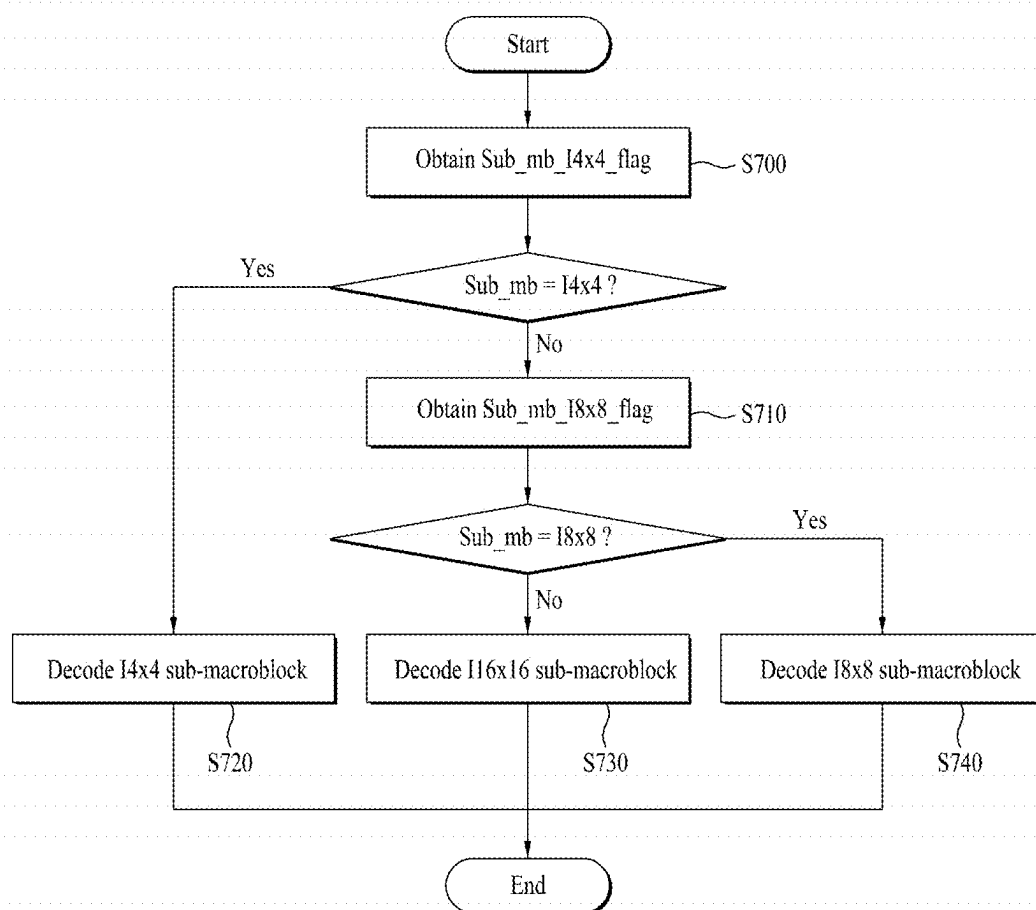 Start
Obtain Sub_mb_I4x4_flag
S700
Yes
Sub_mb = I4x4 ?
No
Obtain Sub_mb_I8x8_flag
S710
Sub_mb = I8x8 ?
Yes
No
Decode I4x4 sub-macroblock
Decode I16x16 sub-macroblock
Decode I8x8 sub-macroblock
S720
S730
S740
End